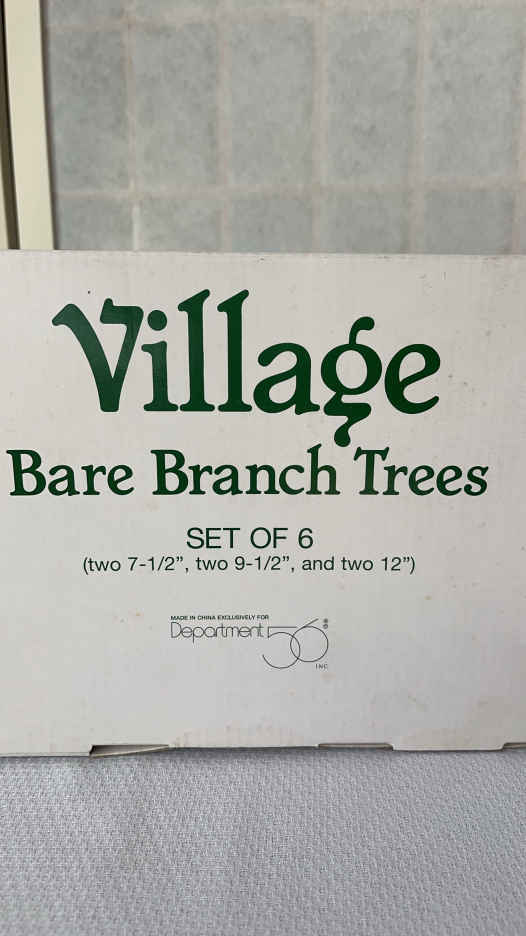 Village
Bare Branch Trees
SET OF 6
(two 7-1/2”, two 9-1/2”, and two 12”)
MADE IN CHINA EXCLUSIVELY FOR
Department 56®
INC.